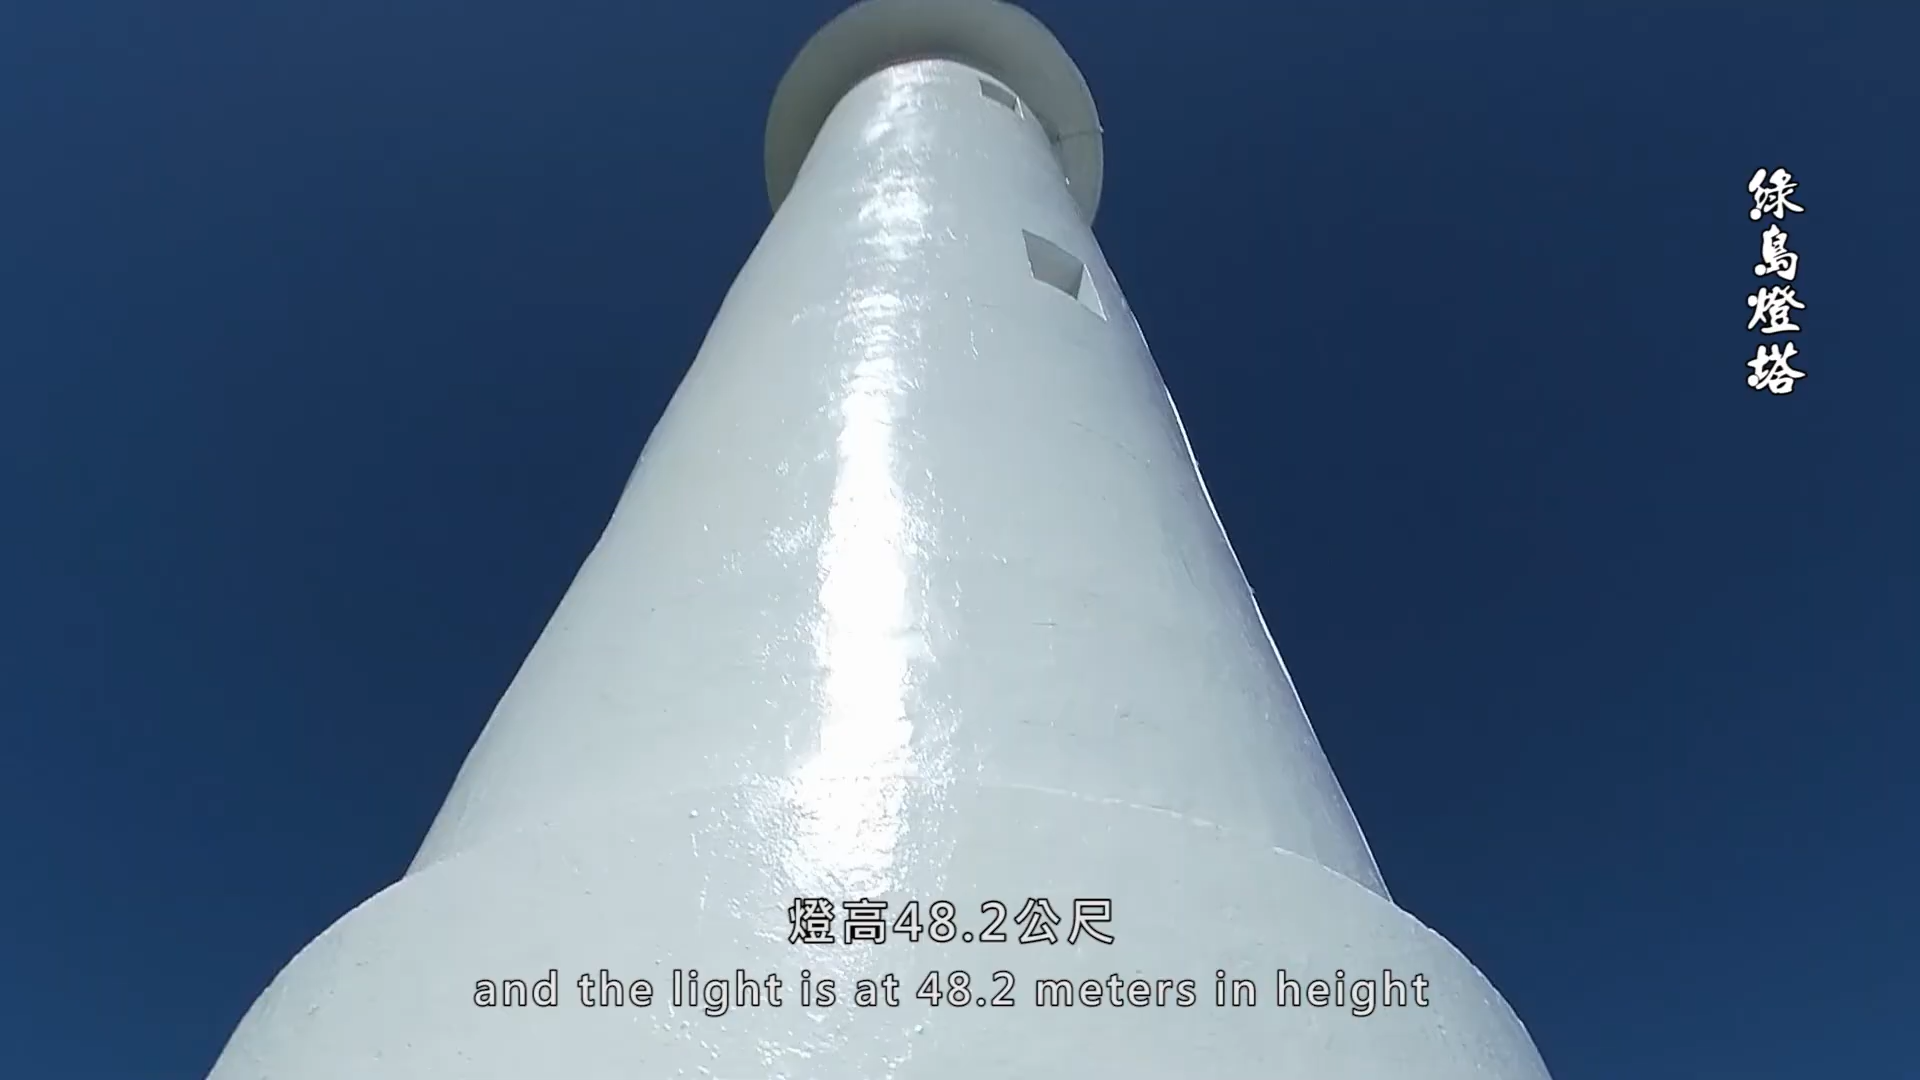 綠島燈塔
燈高48.2公尺
and the light is at 48.2 meters in height